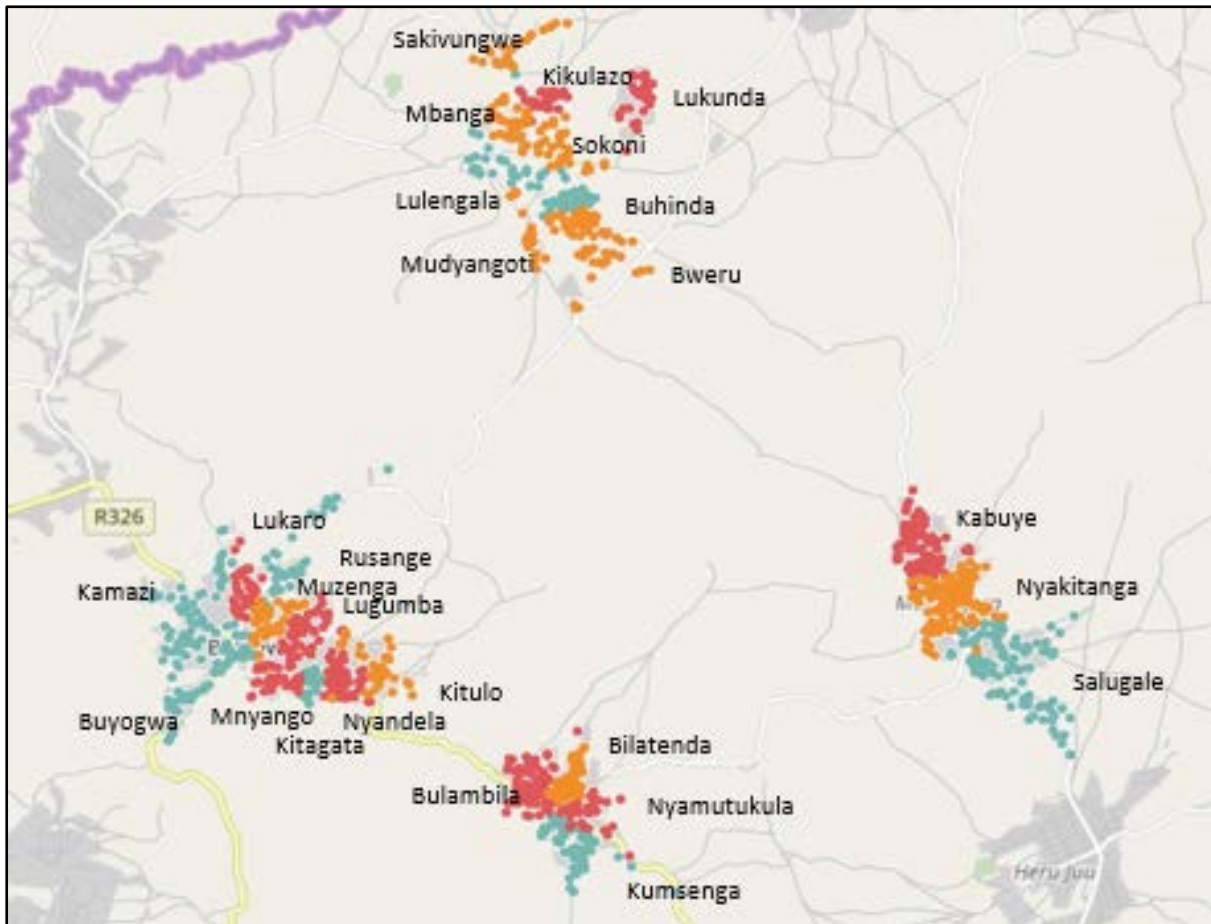 Sakivungwe
Kikulazo
Lukunda
Mbanga
Sokoni
Lulengala
Buhinda
Mudyangoti
Bweru
R326
Lukaro
Kabuye
Rusange
Kamazi
Muzenga
Nyakitanga
Lugumba
Salugale
Kitulo
Buyogwa
Mnyango
Nyandela
Kitagata
Bilatenda
Bulambila
Nyamutukula
Heru Juu
Kumsenga